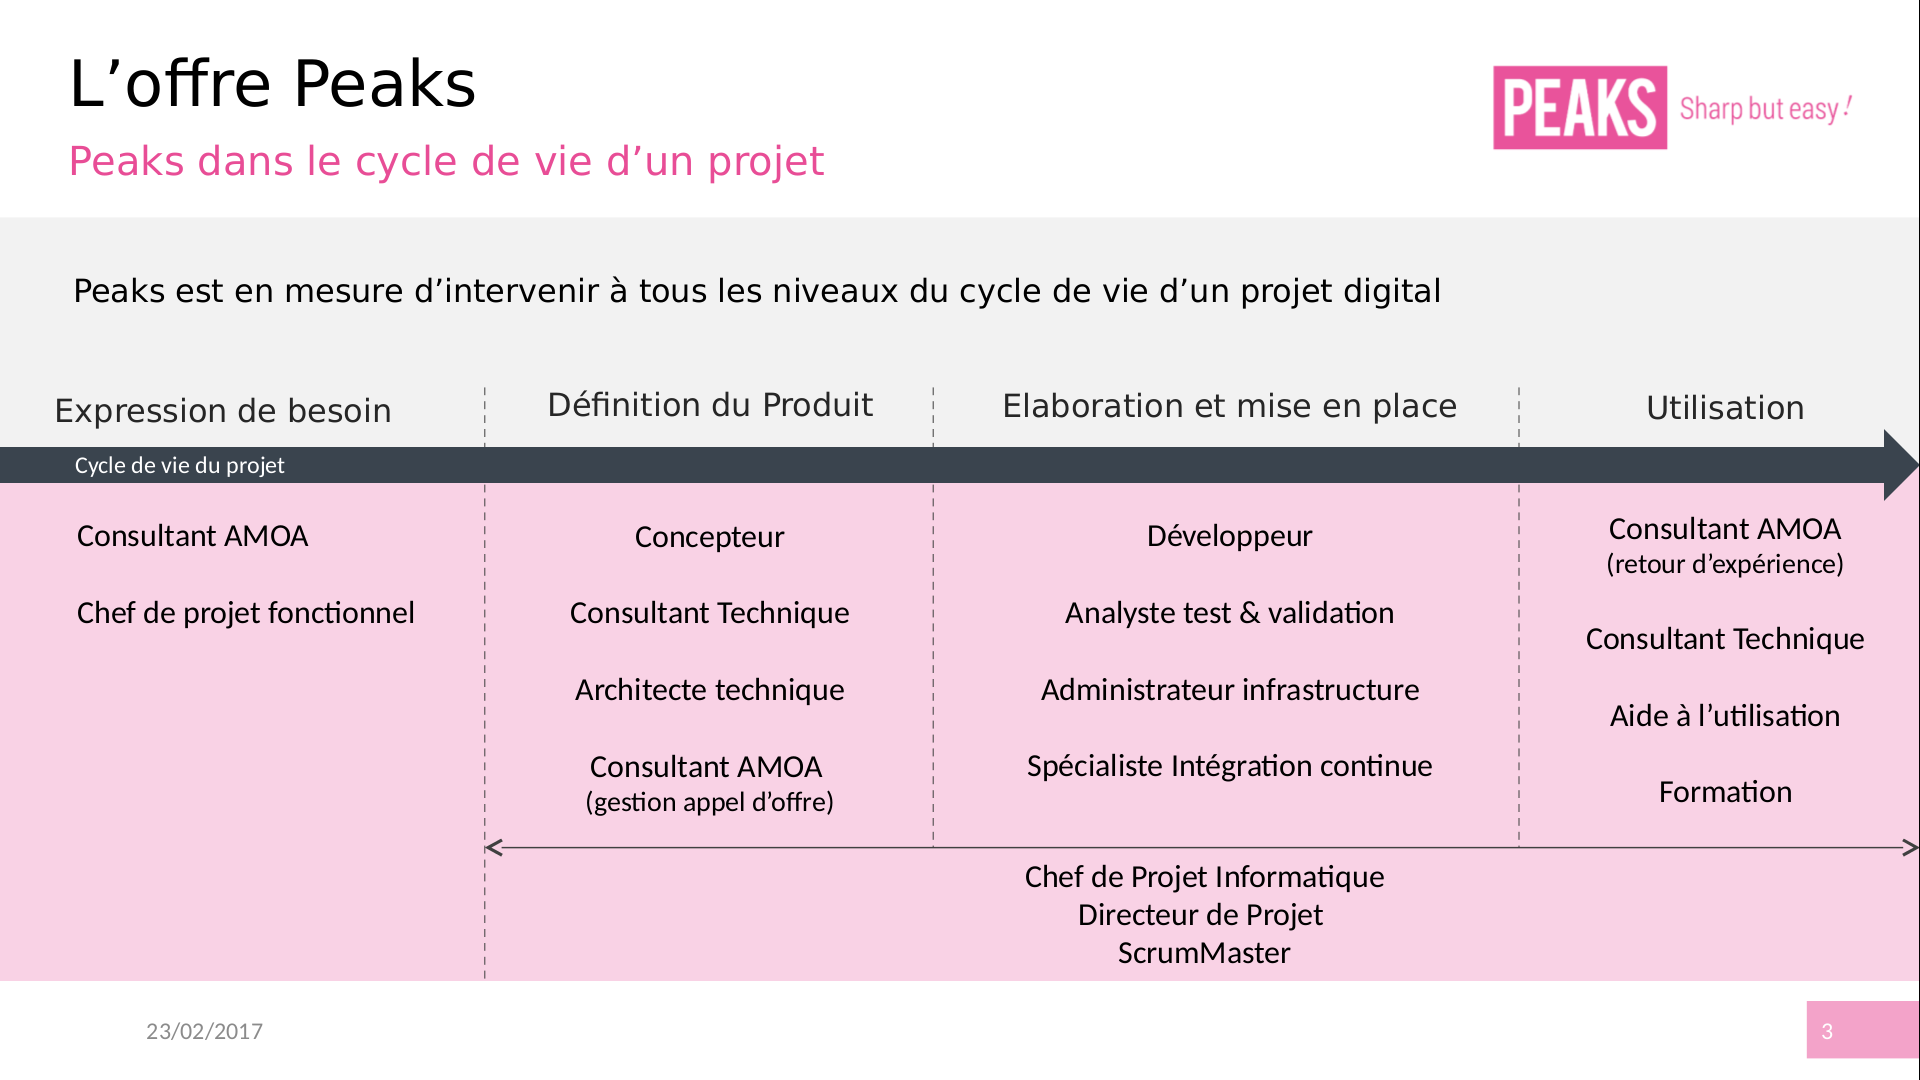 L’offre Peaks
Peaks dans le cycle de vie d’un projet
PEAKS Sharp but easy !
Peaks est en mesure d’intervenir à tous les niveaux du cycle de vie d’un projet digital
Expression de besoin
Définition du Produit
Elaboration et mise en place
Utilisation
Cycle de vie du projet
Consultant AMOA
Chef de projet fonctionnel
Concepteur
Consultant Technique
Architecte technique
Consultant AMOA
(gestion appel d’offre)
Développeur
Analyste test & validation
Administrateur infrastructure
Spécialiste Intégration continue
Consultant AMOA
(retour d’expérience)
Consultant Technique
Aide à l’utilisation
Formation
Chef de Projet Informatique
Directeur de Projet
ScrumMaster
23/02/2017
3